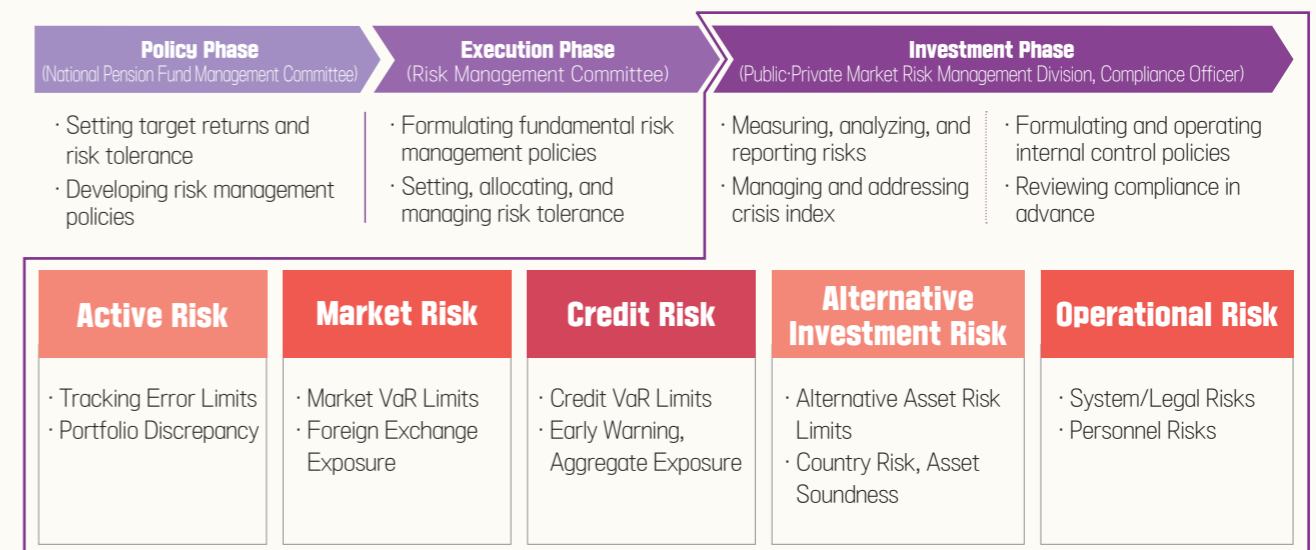 Policy Phase
(National Pension Fund Management Committee)
· Setting target returns and
risk tolerance
· Developing risk management
policies
Execution Phase
(Risk Management Committee)
· Formulating fundamental risk
management policies
· Setting, allocating, and
managing risk tolerance
Investment Phase
(Public·Private Market Risk Management Division, Compliance Officer)
· Measuring, analyzing, and
reporting risks
· Managing and addressing
crisis index
· Formulating and operating
internal control policies
· Reviewing compliance in
advance
Active Risk
· Tracking Error Limits
· Portfolio Discrepancy
Market Risk
· Market VaR Limits
· Foreign Exchange
Exposure
Credit Risk
· Credit VaR Limits
· Early Warning,
Aggregate Exposure
Alternative
Investment Risk
· Alternative Asset Risk
Limits
· Country Risk, Asset
Soundness
Operational Risk
· System/Legal Risks
· Personnel Risks